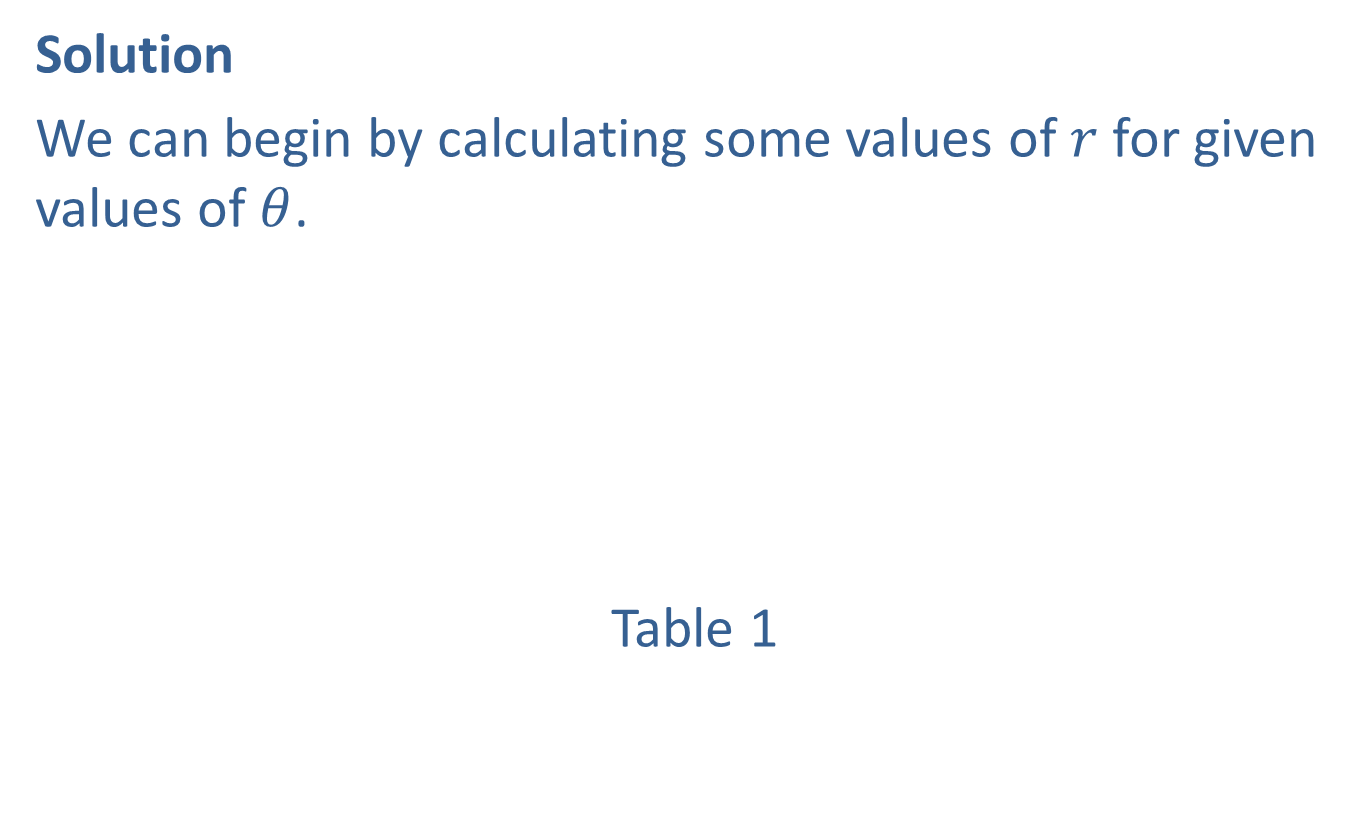 Solution
We can begin by calculating some values of r for given
values of θ.
Table 1